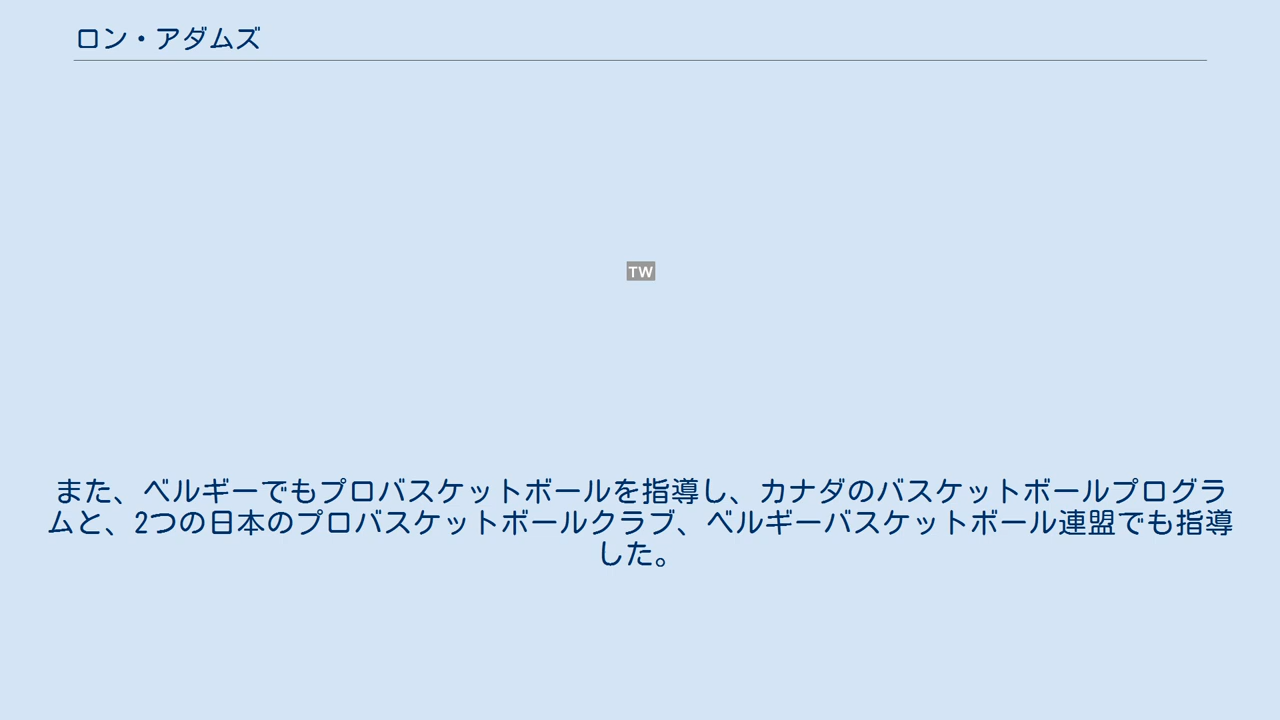 ロン・アダムズ
TW
また、ベルギーでもプロバスケットボールを指導し、カナダのバスケットボールプログラ
ムと、2つの日本のプロバスケットボールクラブ、ベルギーバスケットボール連盟でも指導
した。